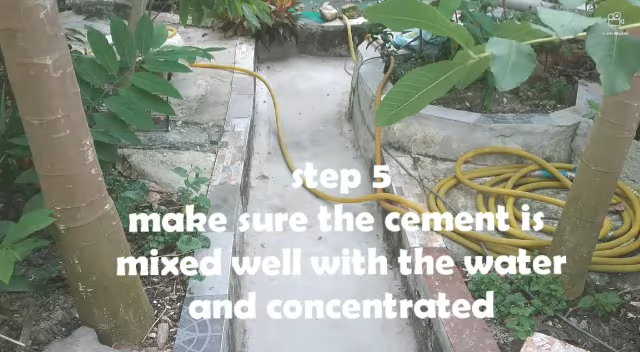 step 5
make sure the cement is
mixed well with the water
and concentrated